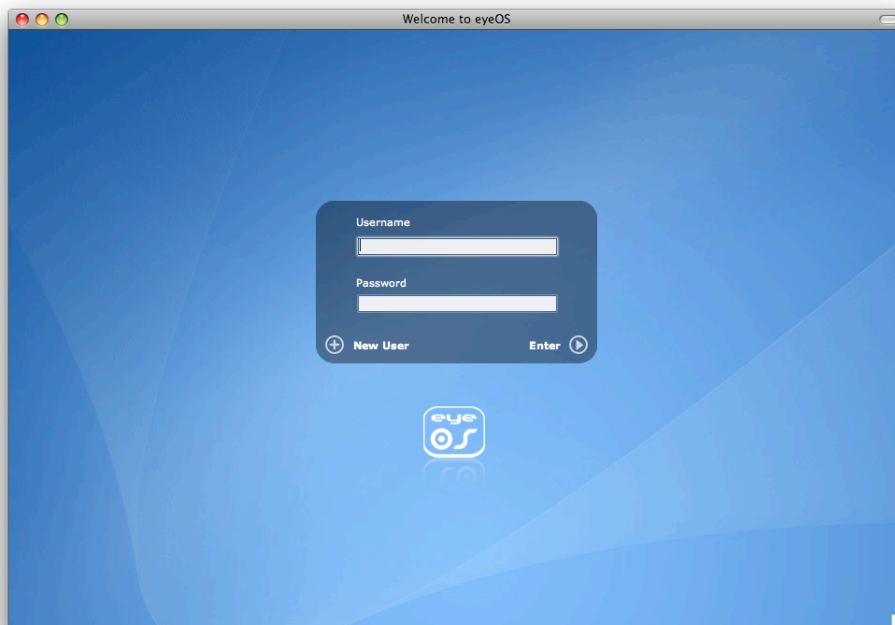 Welcome to eyeOS
Username
Password
New User
Enter
eye
OS